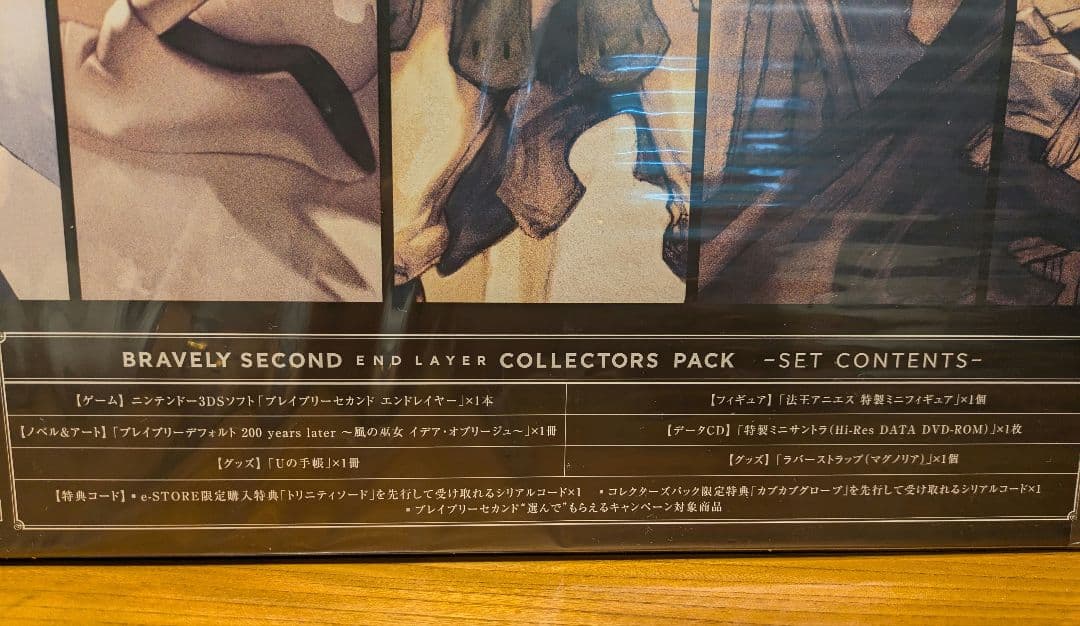 BRAVELY SECOND END LAYER COLLECTORS PACK -SET CONTENTS-
【ゲーム】ニンテンドー3DSソフト「ブレイブリーセカンド エンドレイヤー」×1本
【フィギュア】「法王アニエス 特製ミニフィギュア」×1個
【ノベル&アート】「ブレイブリーデフォルト 200 years later ～風の巫女 イデア・オブリージュ～」×1冊
【データCD】「特製ミニサントラ(Hi-Res DATA DVD-ROM)」×1枚
【グッズ】「Uの手帳」×1冊
【グッズ】「ラバーストラップ(マグノリア)」×1個
【特典コード】▪e-STORE限定購入特典「トリニティソード」を先行して受け取れるシリアルコード×1 ▪コレクターズパック限定特典「カプカプグローブ」を先行して受け取れるシリアルコード×1
▪ブレイブリーセカンド“選んで”もらえるキャンペーン対象商品